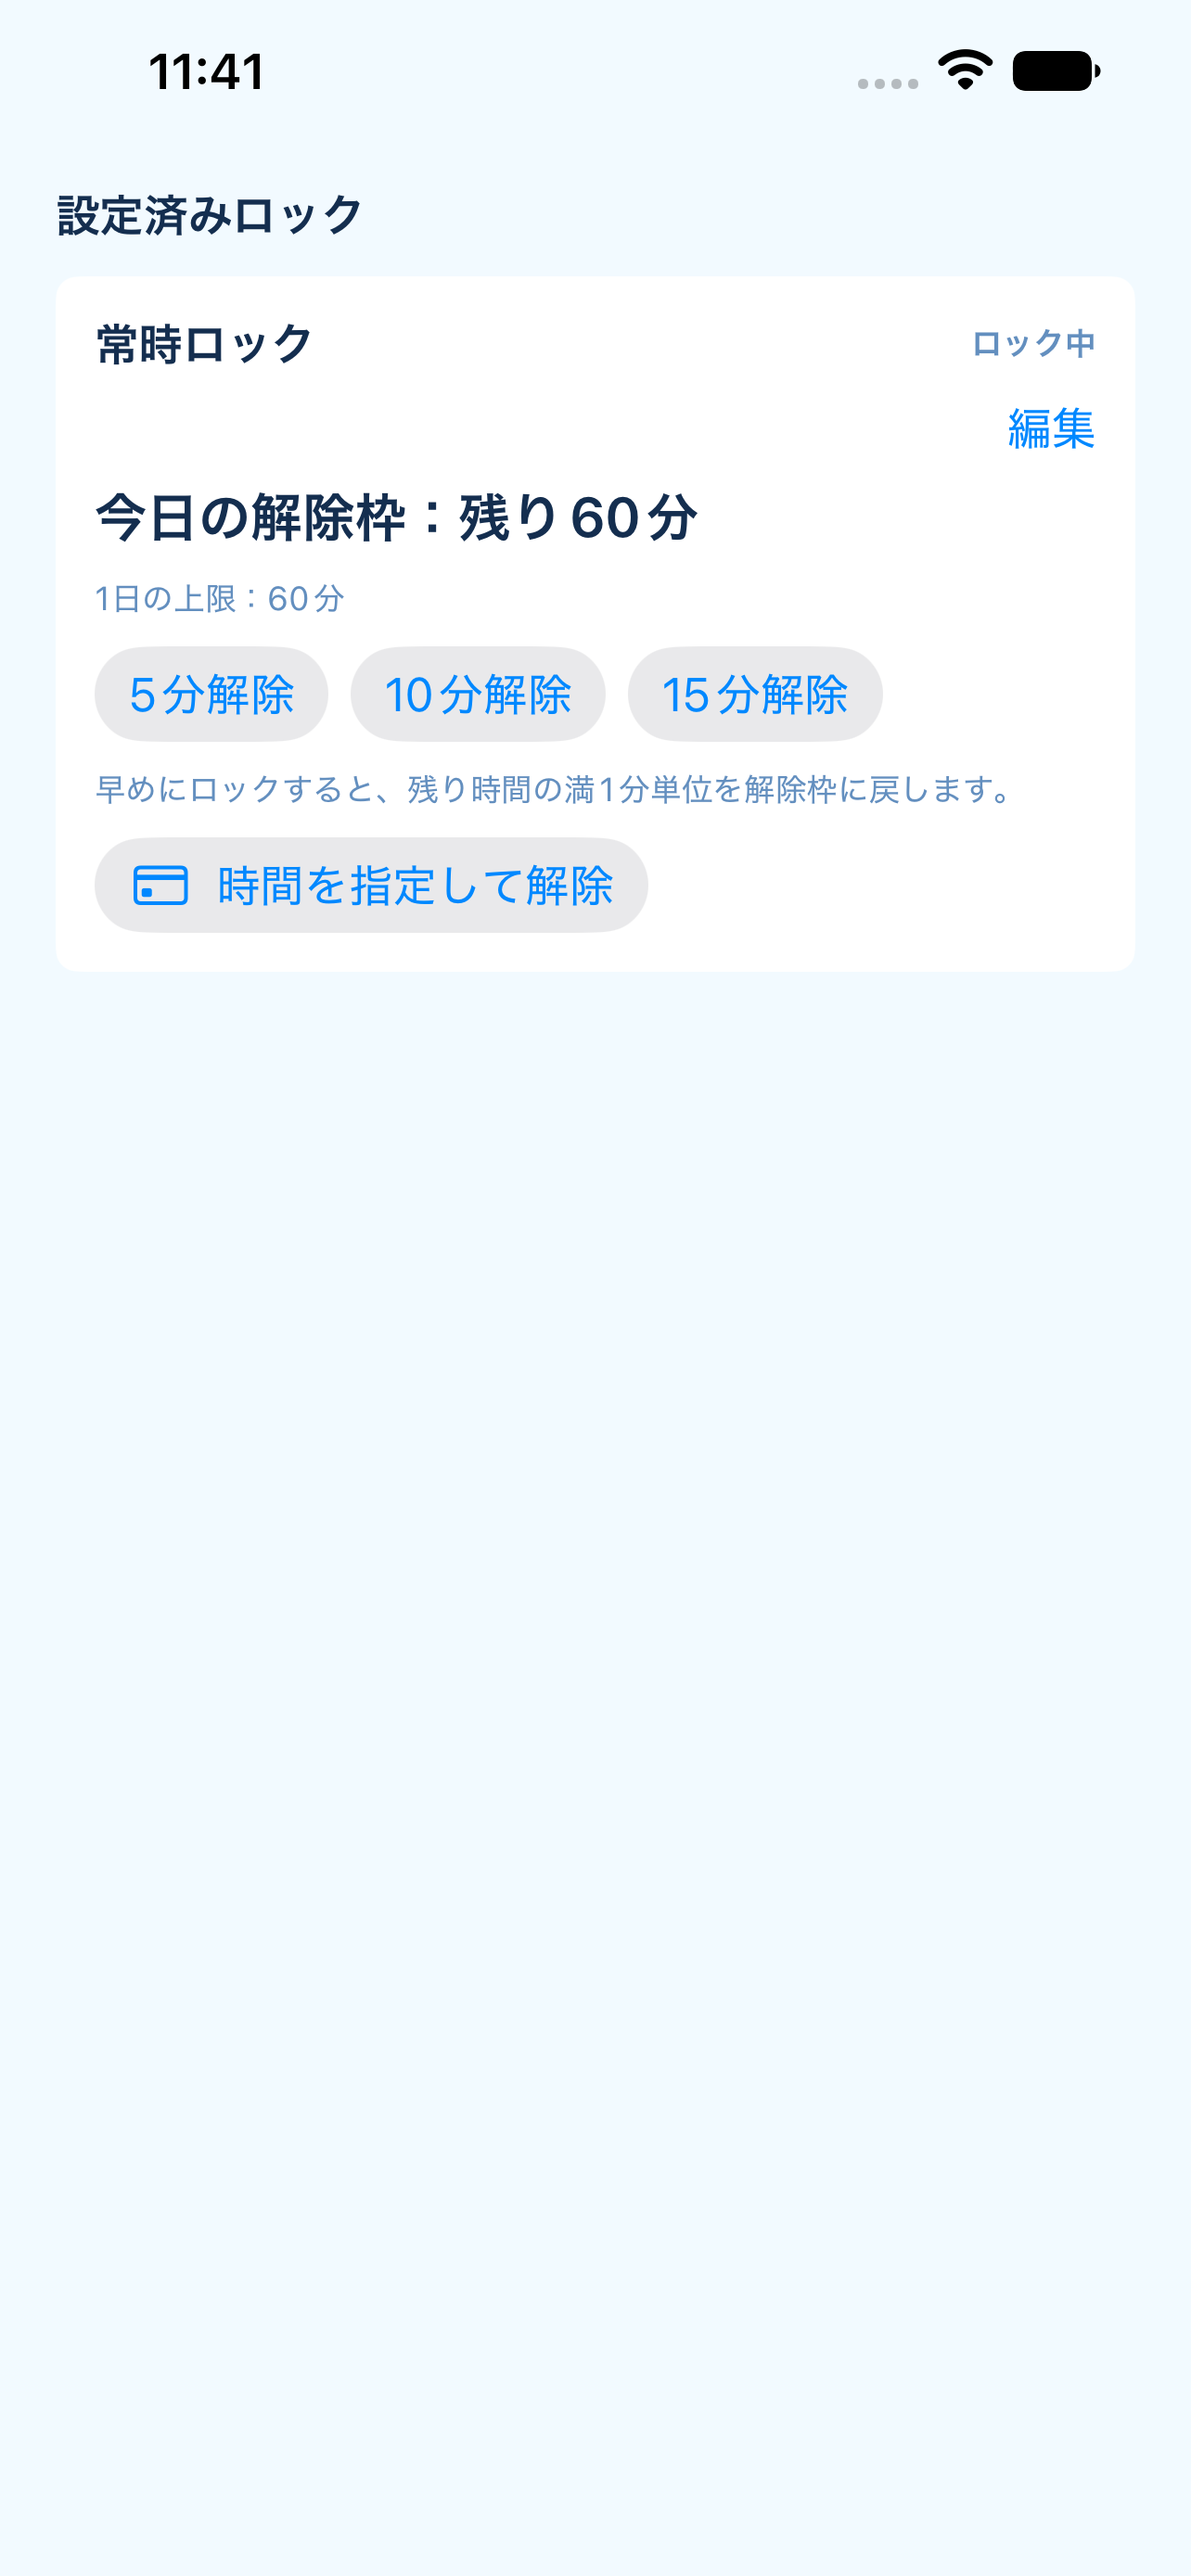 11:41
設定済みロック
常時ロック
ロック中
編集
今日の解除枠：残り60分
1日の上限：60分
5分解除
10分解除
15分解除
早めにロックすると、残り時間の満1分単位を解除枠に戻します。
時間を指定して解除